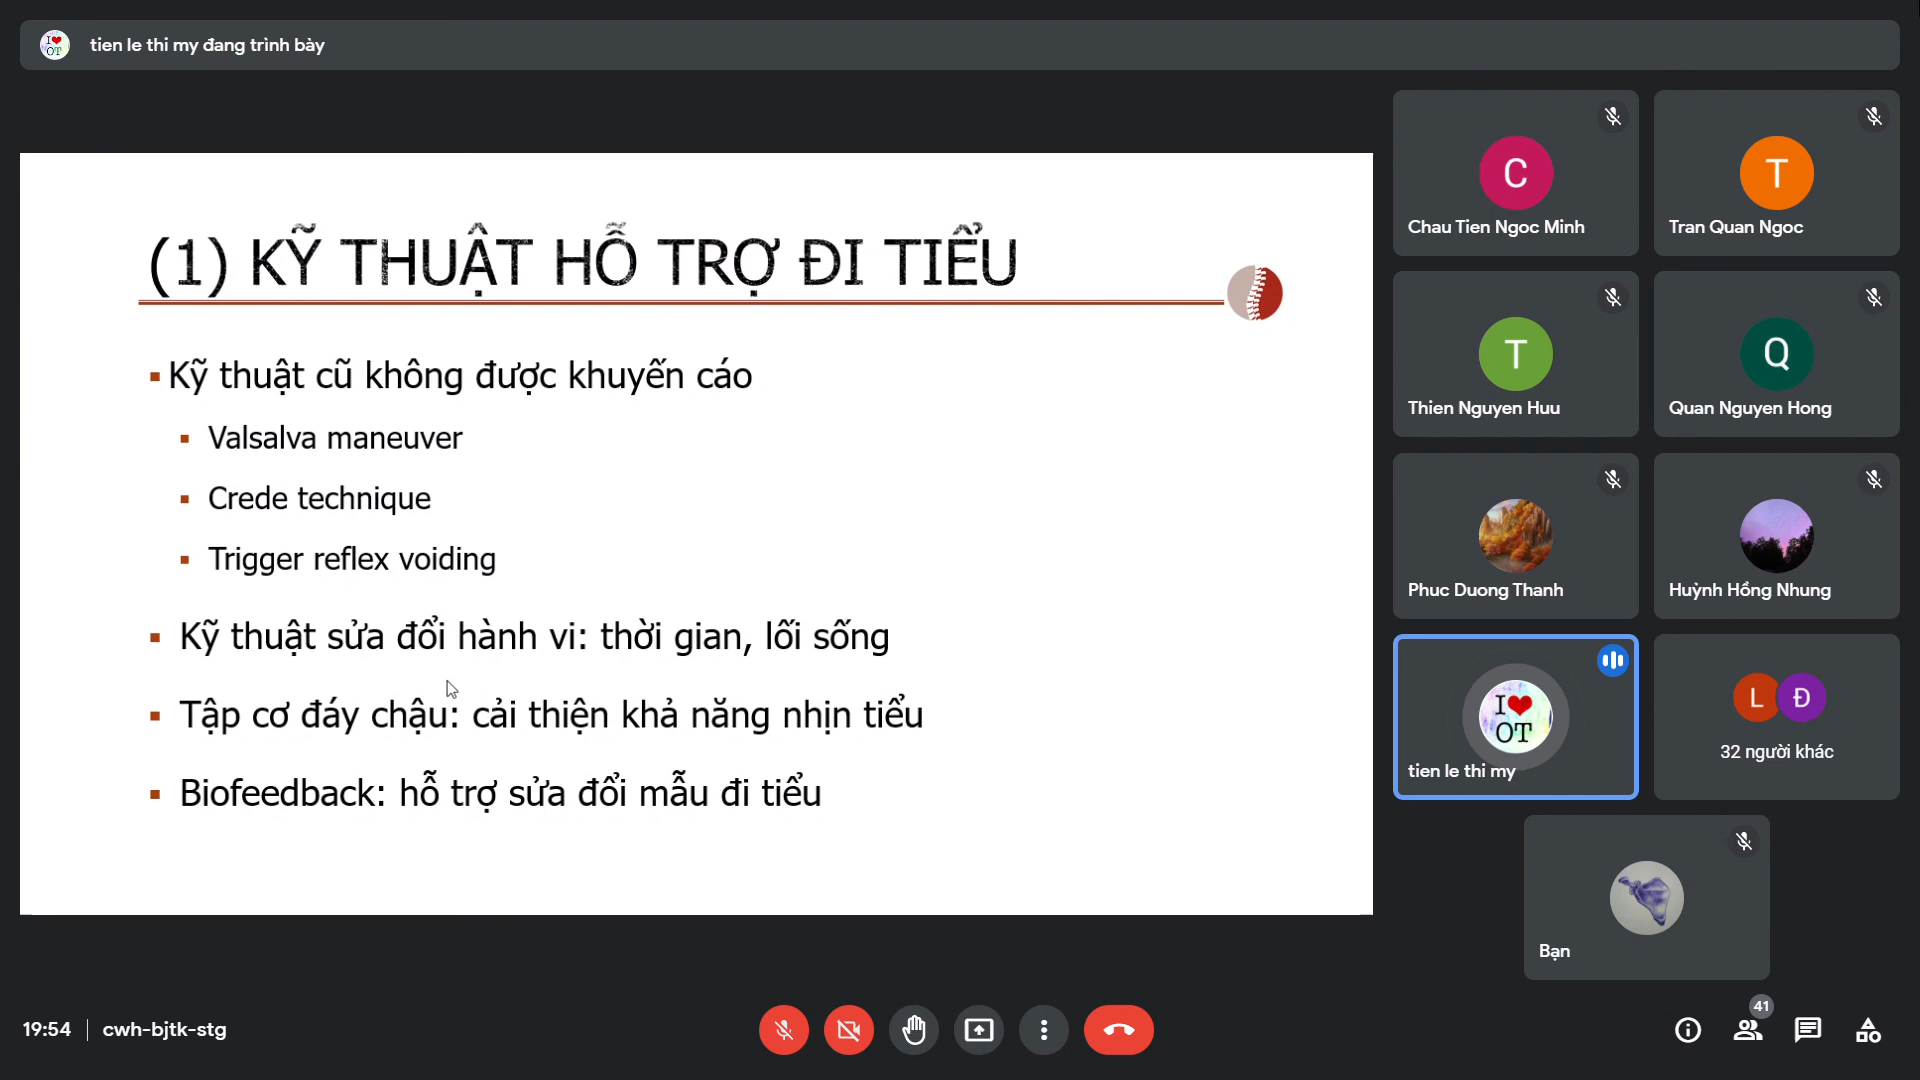 I❤OT
tien le thi my đang trình bày
(1) KỸ THUẬT HỖ TRỢ ĐI TIỂU
▪Kỹ thuật cũ không được khuyến cáo
▪ Valsalva maneuver
▪ Crede technique
▪ Trigger reflex voiding
▪ Kỹ thuật sửa đổi hành vi: thời gian, lối sống
▪ Tập cơ đáy chậu: cải thiện khả năng nhịn tiểu
▪ Biofeedback: hỗ trợ sửa đổi mẫu đi tiểu
C
Chau Tien Ngoc Minh
T
Tran Quan Ngoc
T
Thien Nguyen Huu
Q
Quan Nguyen Hong
Phuc Duong Thanh
Huỳnh Hồng Nhung
I❤
OT
tien le thi my
L Đ
32 người khác
Bạn
19:54 | cwh-bjtk-stg
41